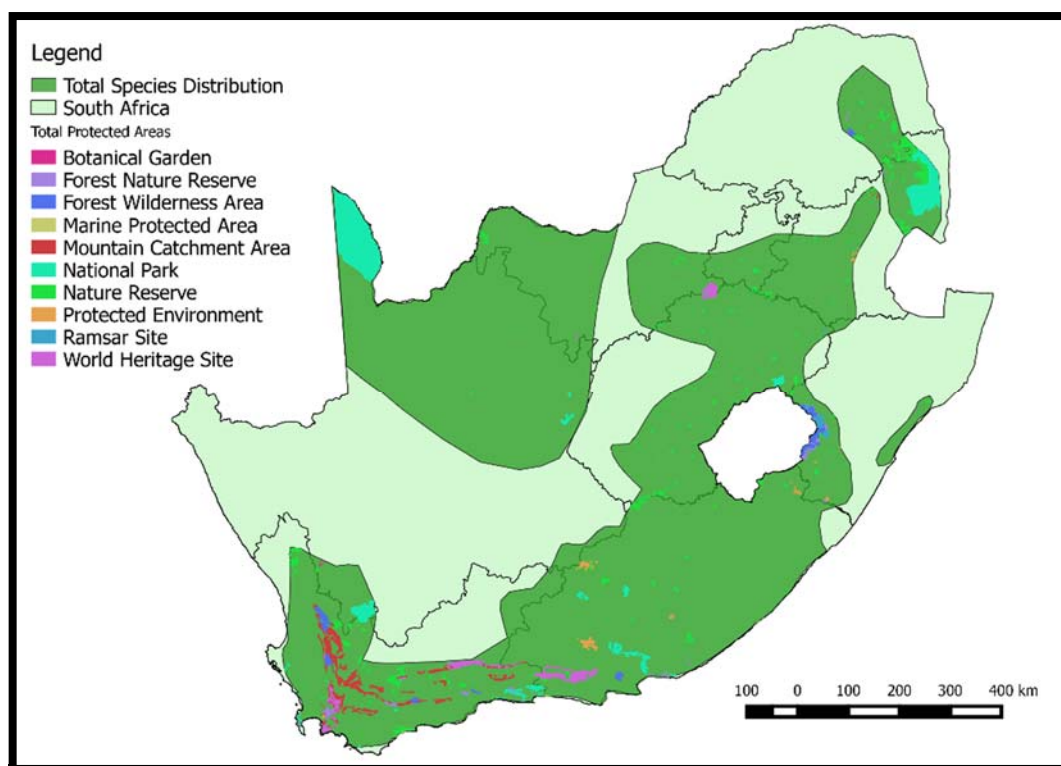 Legend
Total Species Distribution
South Africa
Total Protected Areas
Botanical Garden
Forest Nature Reserve
Forest Wilderness Area
Marine Protected Area
Mountain Catchment Area
National Park
Nature Reserve
Protected Environment
Ramsar Site
World Heritage Site
100 0 100 200 300 400 km